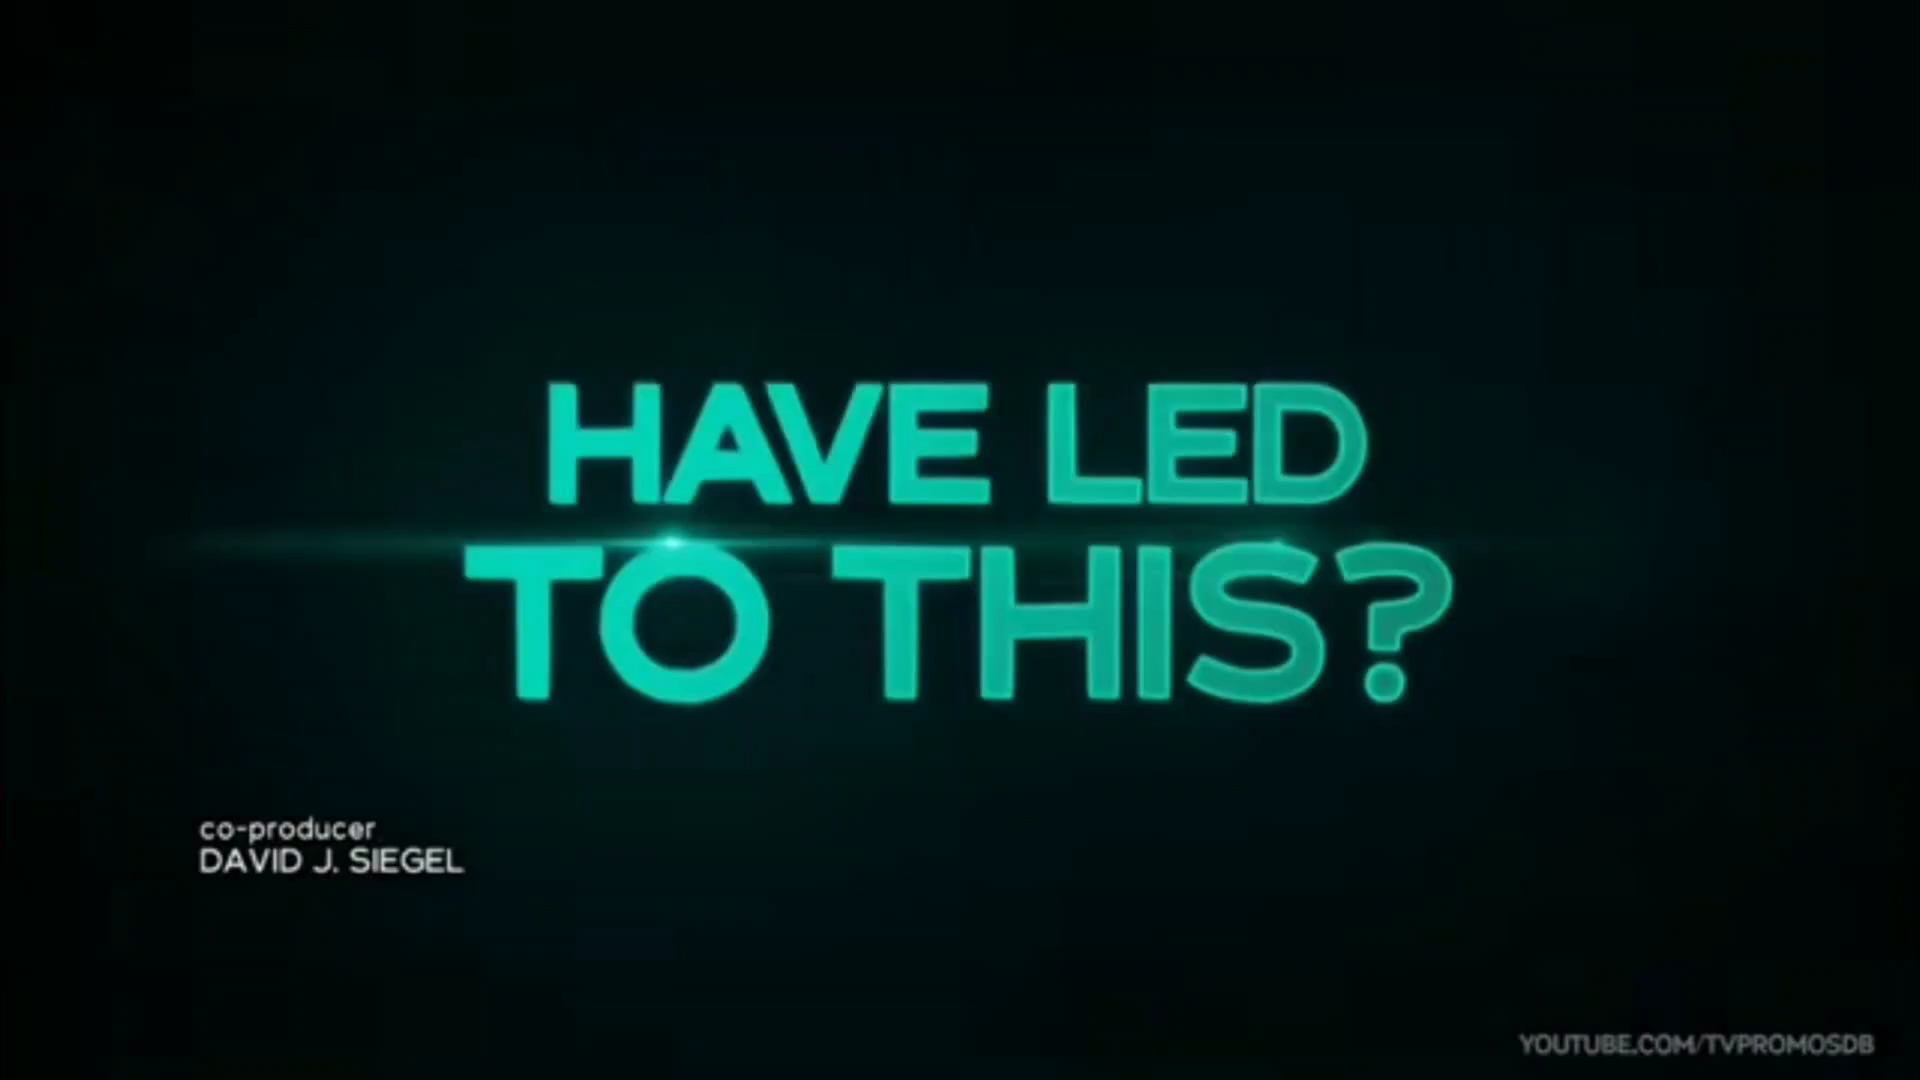 HAVE LED
TO THIS?
co-producer
DAVID J. SIEGEL
YOUTUBE.COM/TVPROMOSDB